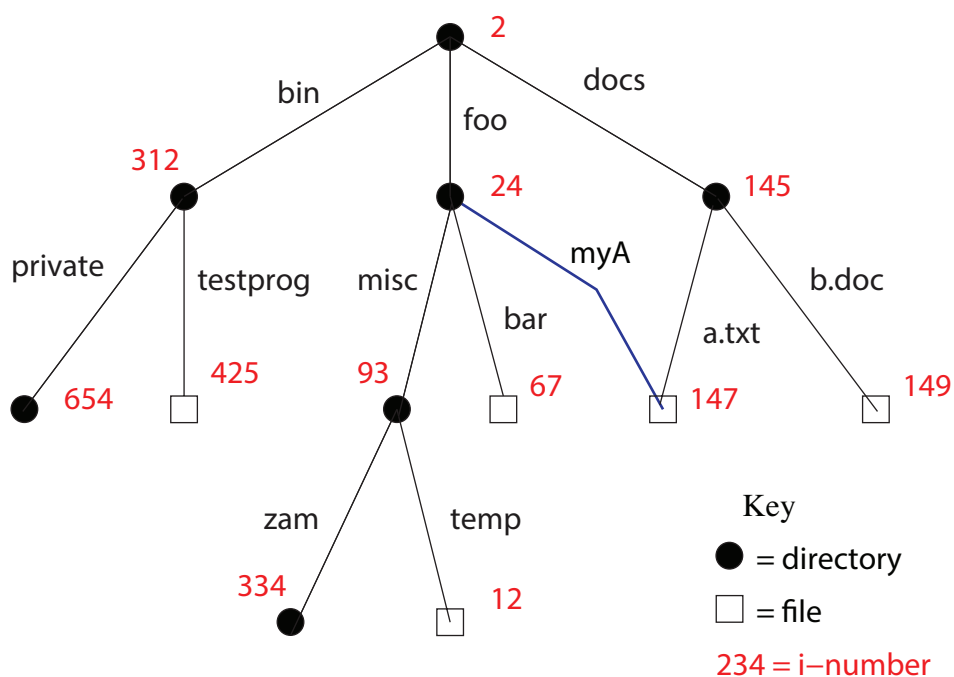 2
bin
docs
foo
312
24
145
private
testprog
misc
myA
b.doc
bar
a.txt
654
425
93
67
147
149
Key
zam
temp
= directory
334
12
= file
234 = i−number